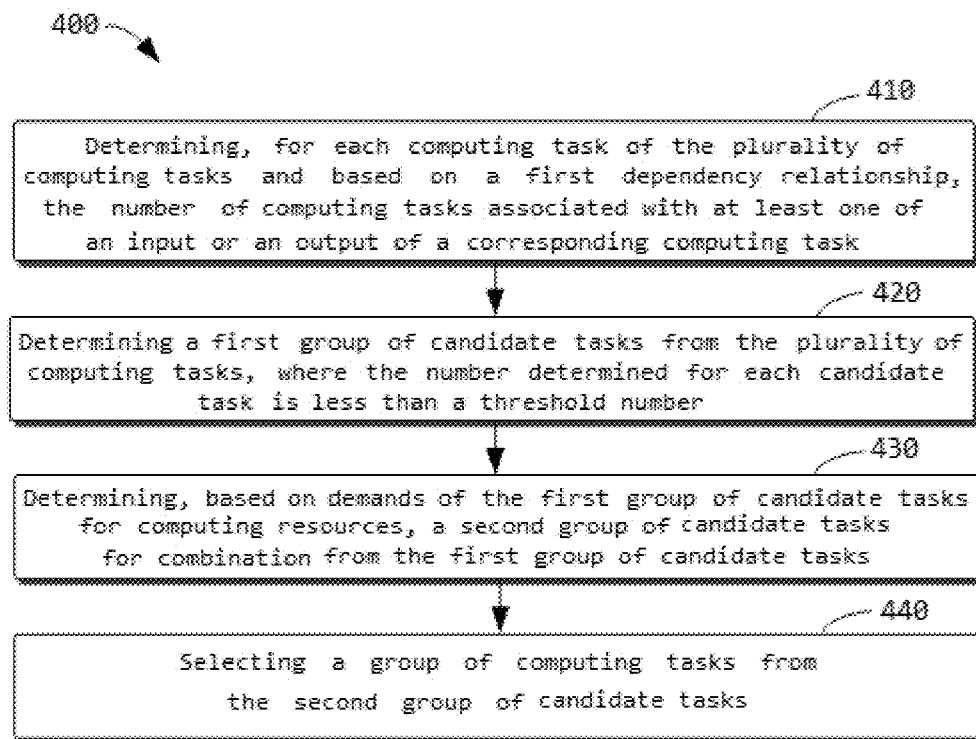 400
410
Determining, for each computing task of the plurality of
computing tasks and based on a first dependency relationship,
the number of computing tasks associated with at least one of
an input or an output of a corresponding computing task
420
Determining a first group of candidate tasks from the plurality of
computing tasks, where the number determined for each candidate
task is less than a threshold number
430
Determining, based on demands of the first group of candidate tasks
for computing resources, a second group of candidate tasks
for combination from the first group of candidate tasks
440
Selecting a group of computing tasks from
the second group of candidate tasks